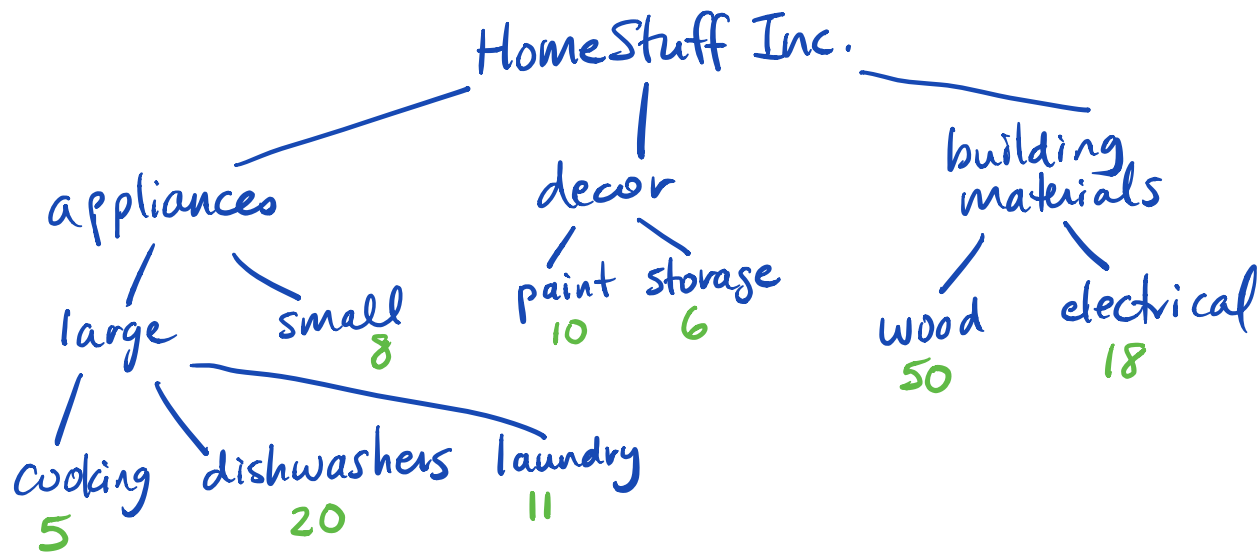 HomeStuff Inc.
appliances
decor
building
materials
large
small
8
paint
10
storage
6
wood
50
electrical
18
cooking
5
dishwashers
20
laundry
11